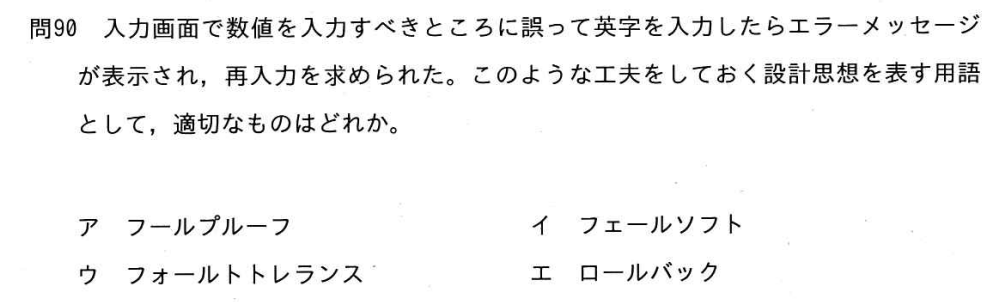 問90　入力画面で数値を入力すべきところに誤って英字を入力したらエラーメッセージ
が表示され，再入力を求められた。このような工夫をしておく設計思想を表す用語
として，適切なものはどれか。
ア　フールプルーフ　イ　フェールソフト
ウ　フォールトトレランス　エ　ロールバック